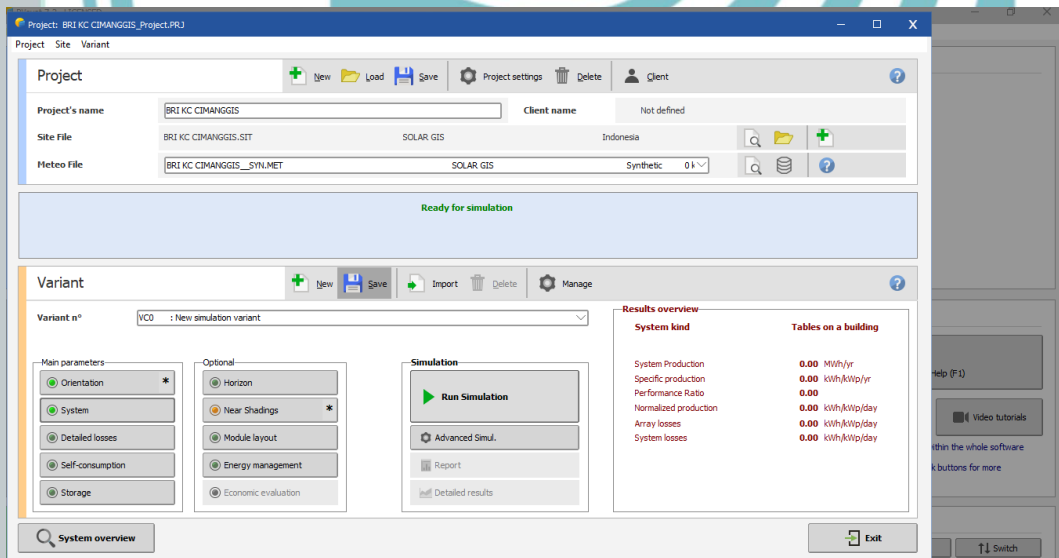 Project: BRI KC CIMANGGIS_Project.PRJ
Project Site Variant
Project New Load Save Project settings Delete Client
Project's name BRI KC CIMANGGIS Client name Not defined
Site File BRI KC CIMANGGIS.SIT SOLAR GIS Indonesia
Meteo File BRI KC CIMANGGIS__SYN.MET SOLAR GIS Synthetic 0 k
Ready for simulation
Variant New Save Import Delete Manage
Variant n° VC0 : New simulation variant
Main parameters
Orientation *
System
Detailed losses
Self-consumption
Storage
Optional
Horizon
Near Shadings *
Module layout
Energy management
Economic evaluation
Simulation
Run Simulation
Advanced Simul.
Report
Detailed results
Results overview
System kind Tables on a building
System Production 0.00 MWh/yr
Specific production 0.00 kWh/kWp/yr
Performance Ratio 0.00
Normalized production 0.00 kWh/kWp/day
Array losses 0.00 kWh/kWp/day
System losses 0.00 kWh/kWp/day
System overview
Exit
Help (F1)
Video tutorials
within the whole software
k buttons for more
Switch